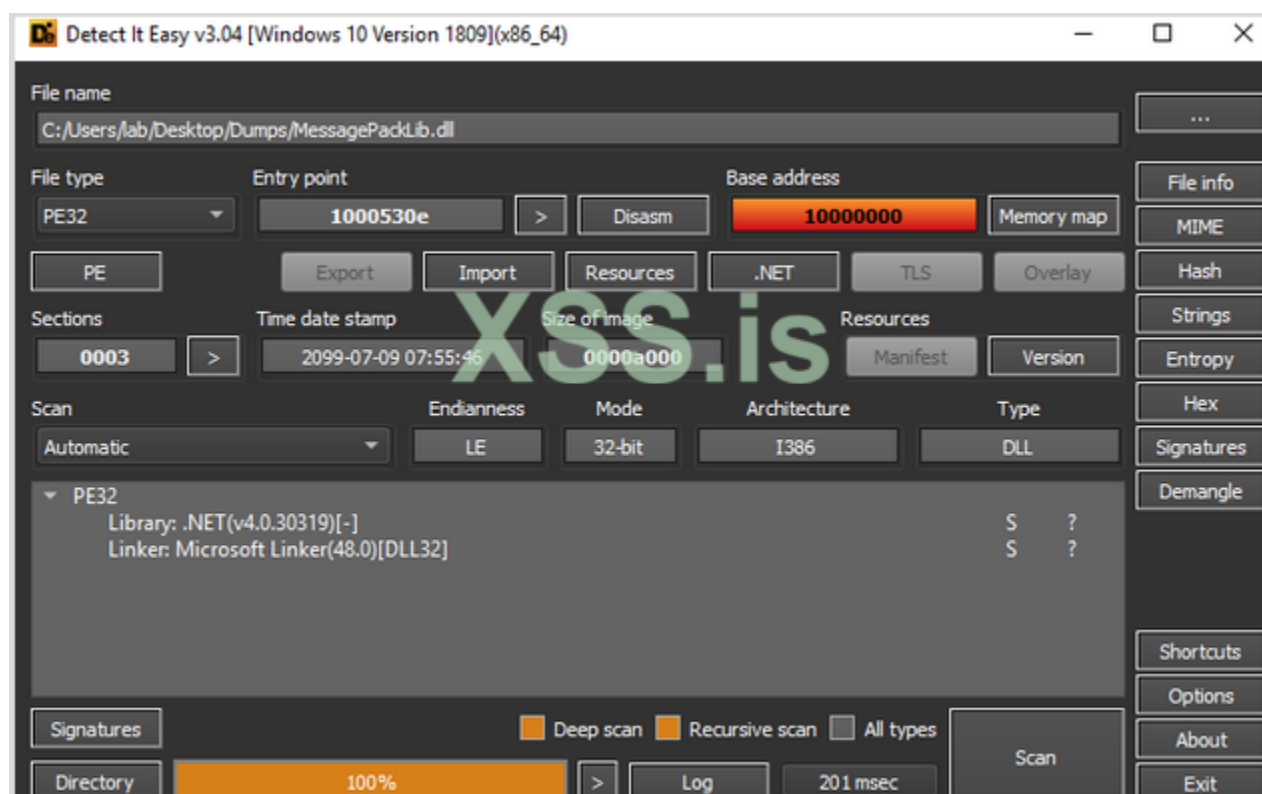 Detect It Easy v3.04 [Windows 10 Version 1809](x86_64)
File name
C:/Users/lab/Desktop/Dumps/MessagePackLib.dll
...
File type Entry point Base address
File info
PE32 1000530e > Disasm 10000000 Memory map
MIME
PE Export Import Resources .NET TLS Overlay
Hash
Sections Time date stamp Size of image Resources
Strings
0003 > 2099-07-09 07:55:46 0000a000 Manifest Version
Entropy
XSS.is
Scan Endianness Mode Architecture Type
Hex
Automatic LE 32-bit I386 DLL
Signatures
PE32
Demangle
Library: .NET(v4.0.30319)[-] S ?
Linker: Microsoft Linker(48.0)[DLL32] S ?
Shortcuts
Options
Signatures Deep scan Recursive scan All types
About
Scan
Directory 100% > Log 201 msec
Exit